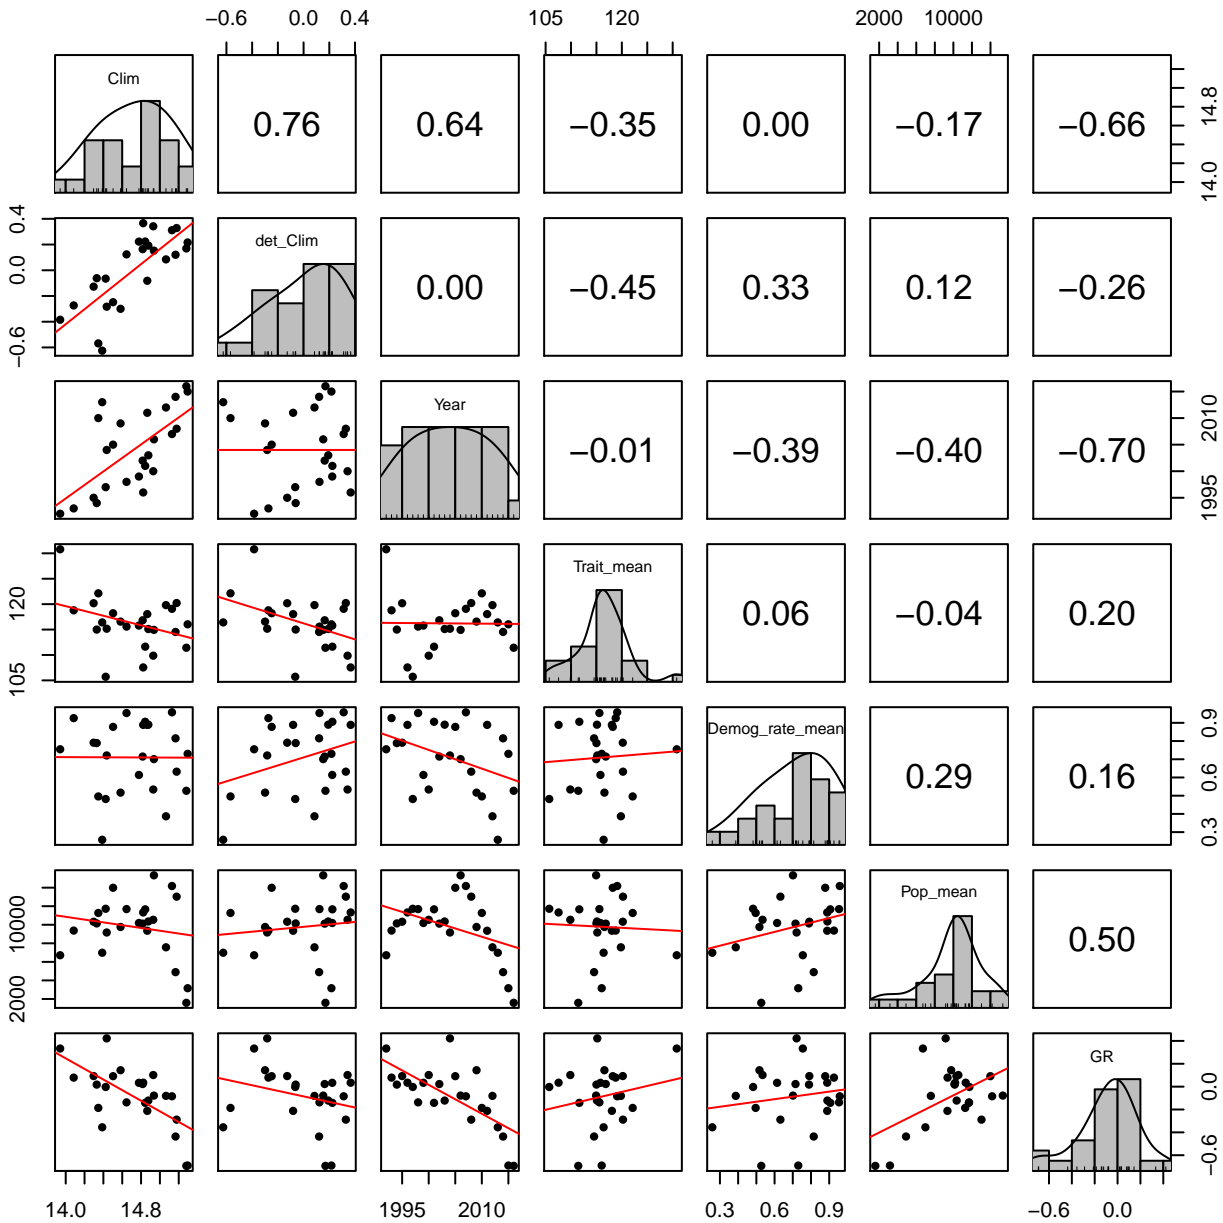 −0.6 0.0 0.4 105 120 2000 10000
Clim 0.76 0.64 −0.35 0.00 −0.17 −0.66 14.0 14.8
−0.6 0.0 0.4 det_Clim 0.00 −0.45 0.33 0.12 −0.26
Year −0.01 −0.39 −0.40 −0.70 1995 2010
105 120 Trait_mean 0.06 −0.04 0.20
Demog_rate_mean 0.29 0.16 0.3 0.6 0.9
2000 10000 Pop_mean 0.50
GR −0.6 0.0
14.0 14.8 1995 2010 0.3 0.6 0.9 −0.6 0.0